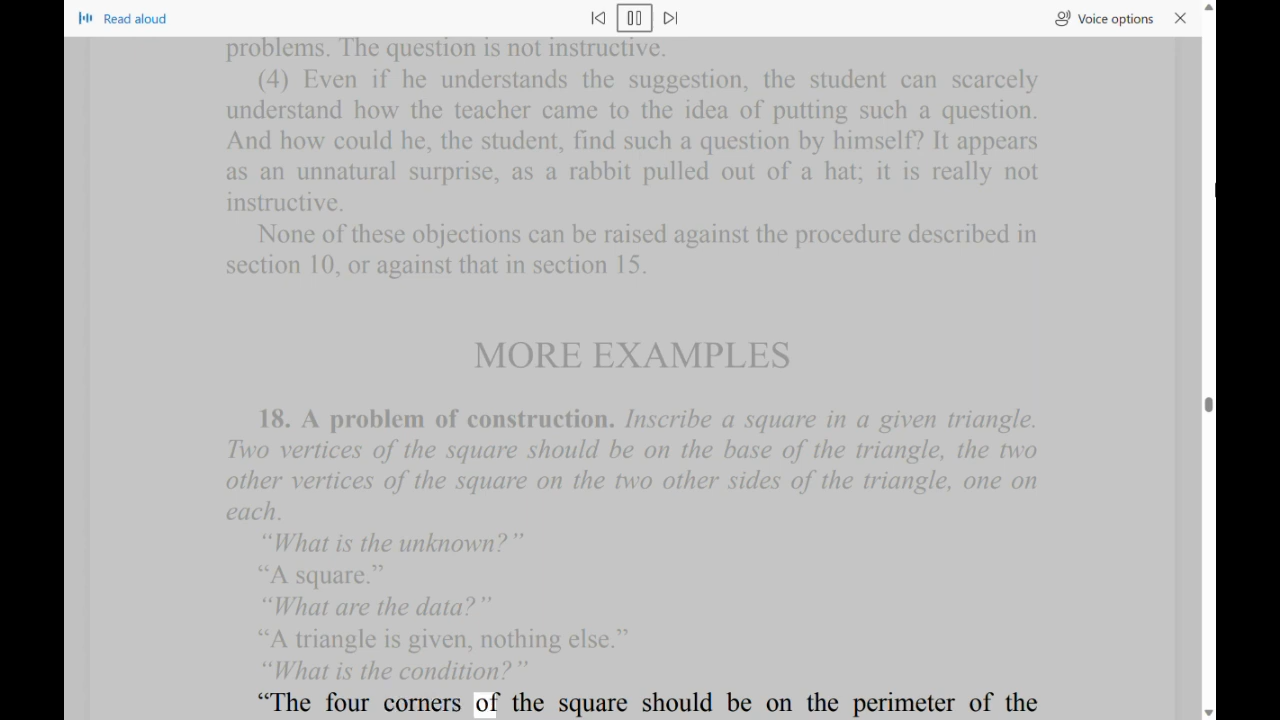 Read aloud
Voice options
problems. The question is not instructive.
(4) Even if he understands the suggestion, the student can scarcely
understand how the teacher came to the idea of putting such a question.
And how could he, the student, find such a question by himself? It appears
as an unnatural surprise, as a rabbit pulled out of a hat; it is really not
instructive.
None of these objections can be raised against the procedure described in
section 10, or against that in section 15.
MORE EXAMPLES
18. A problem of construction. Inscribe a square in a given triangle.
Two vertices of the square should be on the base of the triangle, the two
other vertices of the square on the two other sides of the triangle, one on
each.
“What is the unknown?”
“A square.”
“What are the data?”
“A triangle is given, nothing else.”
“What is the condition?”
“The four corners of the square should be on the perimeter of the